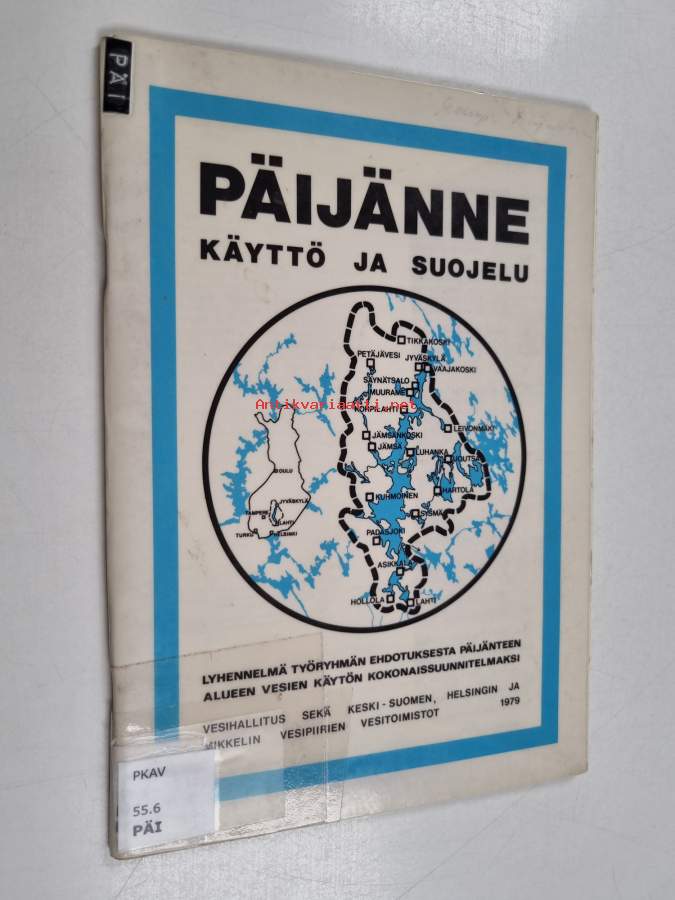 PÄI
PÄIJÄNNE
KÄYTTÖ JA SUOJELU
TIKKAKOSKI
PETÄJÄVESI
JYVÄSKYLÄ
VAAJAKOSKI
SÄYNÄTSALO
MUURAME
Antikvariaatti.net
KORPILAHTI
LEIVONMÄKI
JÄMSÄNKOSKI
JÄMSÄ
LUHANKA
JOUTSA
OULU
HARTOLA
KUHMOINEN
JYVÄSKYLÄ
TAMPERE
SYSMÄ
LAHTI
TURKU
HELSINKI
PADASJOKI
ASIKKALA
HOLLOLA
LAHTI
LYHENNELMÄ TYÖRYHMÄN EHDOTUKSESTA PÄIJÄNTEEN
ALUEEN VESIEN KÄYTÖN KOKONAISSUUNNITELMAKSI
VESIHALLITUS SEKÄ KESKI-SUOMEN, HELSINGIN JA
MIKKELIN VESIPIIRIEN VESITOIMISTOT 1979
PKAV
55.6
PÄI